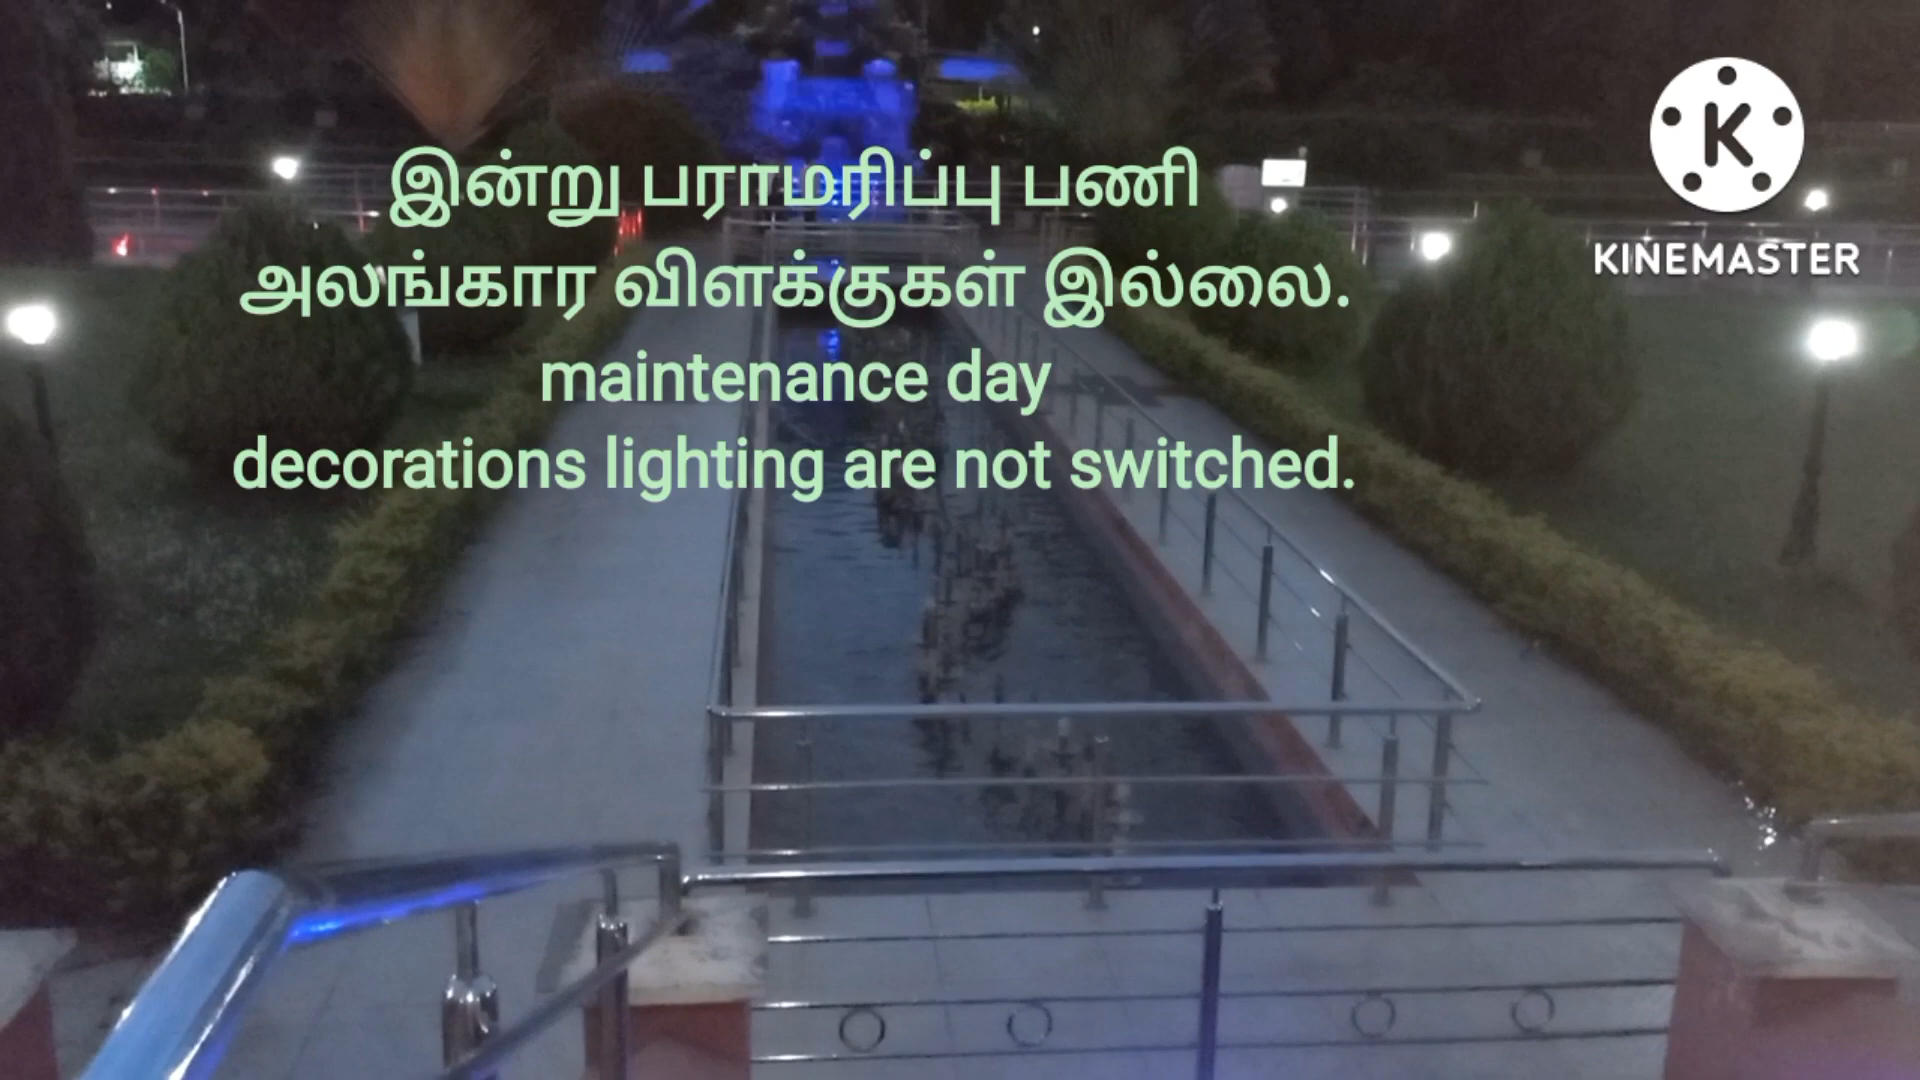 இன்று பராமரிப்பு பணி
அலங்கார விளக்குகள் இல்லை.
maintenance day
decorations lighting are not switched.
K
KINEMASTER